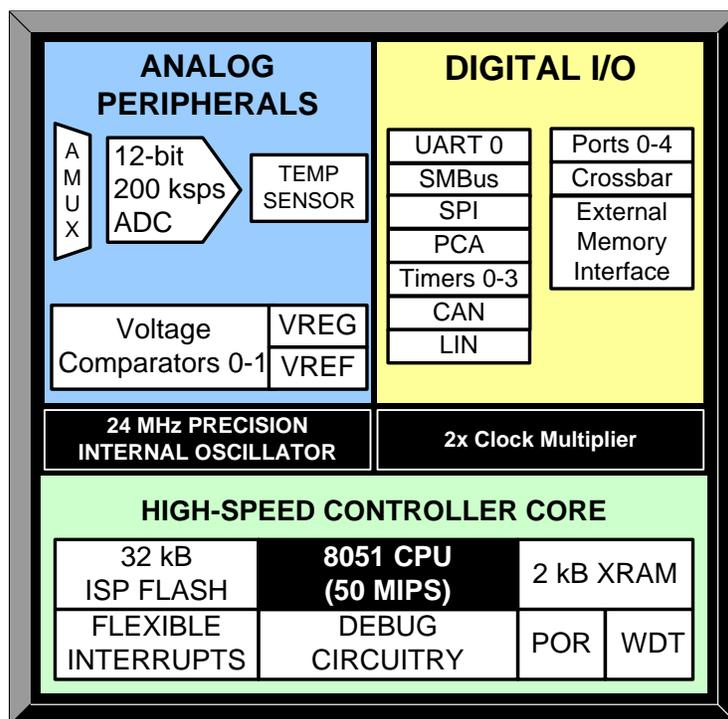 ANALOG
PERIPHERALS
A
M
U
X
12-bit
200 ksps
ADC
TEMP
SENSOR
Voltage
Comparators 0-1
VREG
VREF
DIGITAL I/O
UART 0
SMBus
SPI
PCA
Timers 0-3
CAN
LIN
Ports 0-4
Crossbar
External
Memory
Interface
24 MHz PRECISION
INTERNAL OSCILLATOR
2x Clock Multiplier
HIGH-SPEED CONTROLLER CORE
32 kB
ISP FLASH
8051 CPU
(50 MIPS)
2 kB XRAM
FLEXIBLE
INTERRUPTS
DEBUG
CIRCUITRY
POR
WDT